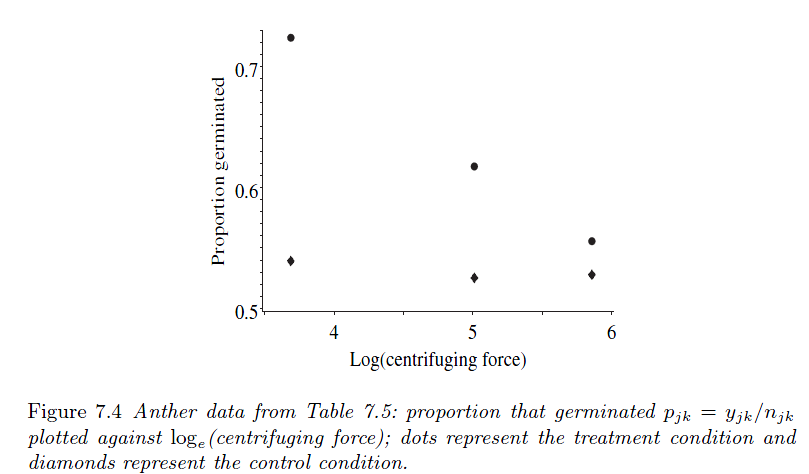 0.7
0.6
0.5
Proportion germinated
4 5 6
Log(centrifuging force)
Figure 7.4 Anther data from Table 7.5: proportion that germinated pjk = yjk/njk
plotted against loge(centrifuging force); dots represent the treatment condition and
diamonds represent the control condition.